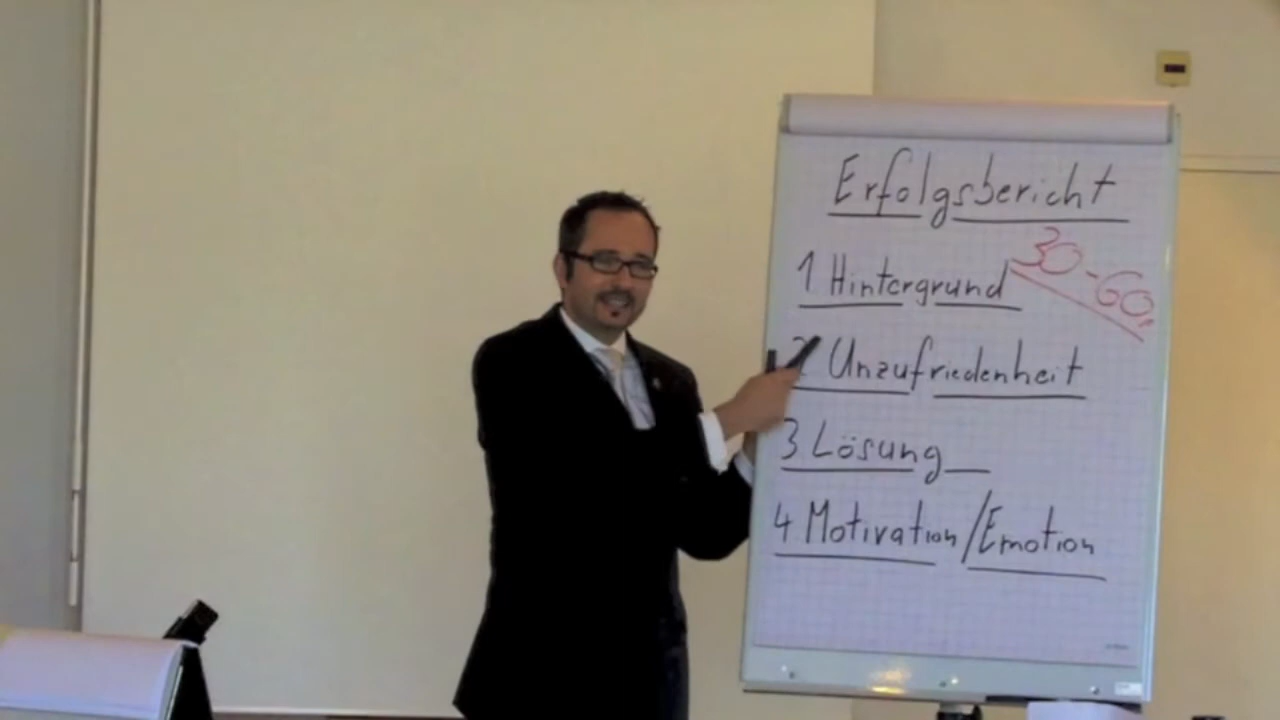 Erfolgsbericht
1 Hintergrund
30-60
2 Unzufriedenheit
3 Lösung
4 Motivation/Emotion